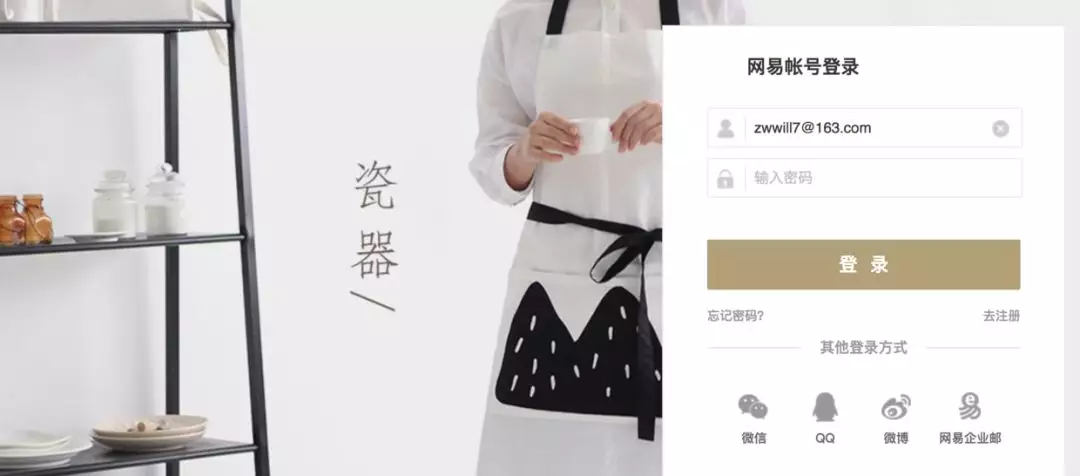 瓷器/
网易帐号登录
zwwill7@163.com
输入密码
登 录
忘记密码? 去注册
其他登录方式
微信 QQ 微博 网易企业邮